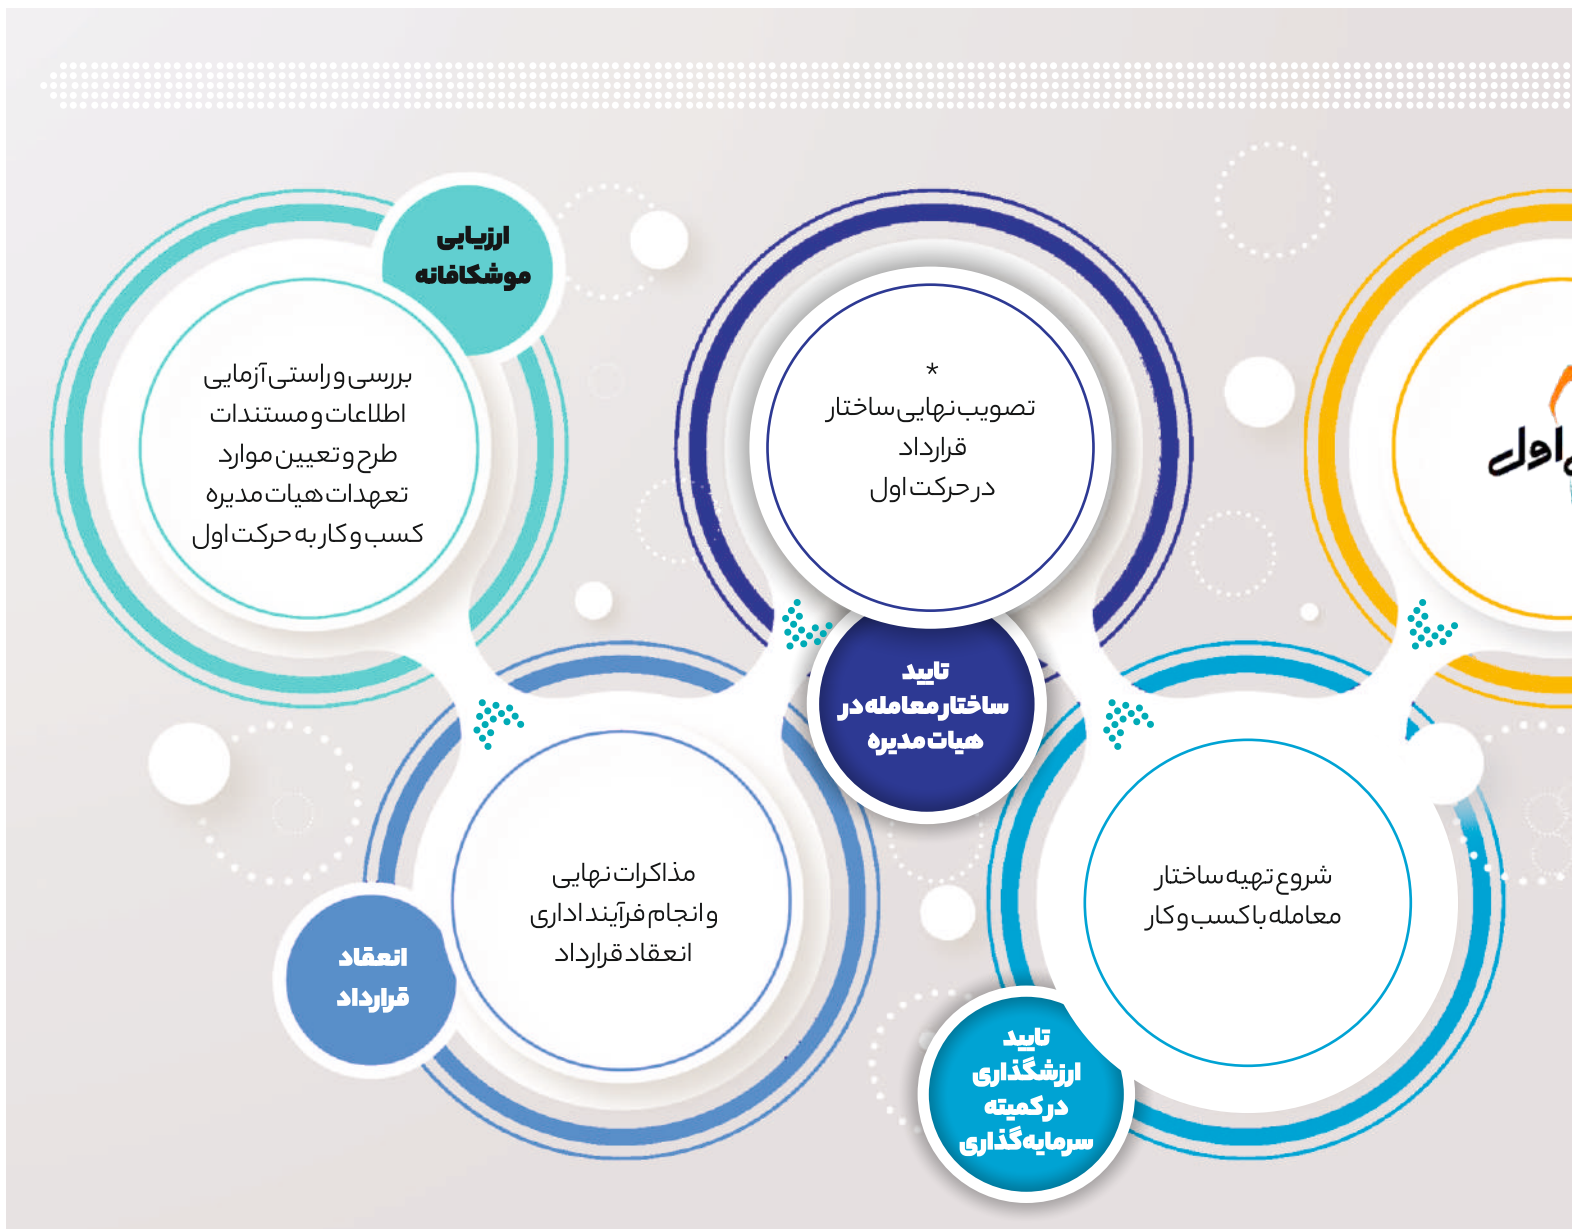 اول
شروع تهیه ساختار
معامله با کسب و کار
تایید
ارزشگذاری
در کمیته
سرمایه‌گذاری
*
تصویب نهایی ساختار
قرارداد
در حرکت اول
تایید
ساختار معامله در
هیات مدیره
مذاکرات نهایی
و انجام فرآیند اداری
انعقاد قرارداد
انعقاد
قرارداد
ارزیابی
موشکافانه
بررسی و راستی آزمایی
اطلاعات و مستندات
طرح و تعیین موارد
تعهدات هیات مدیره
کسب و کار به حرکت اول